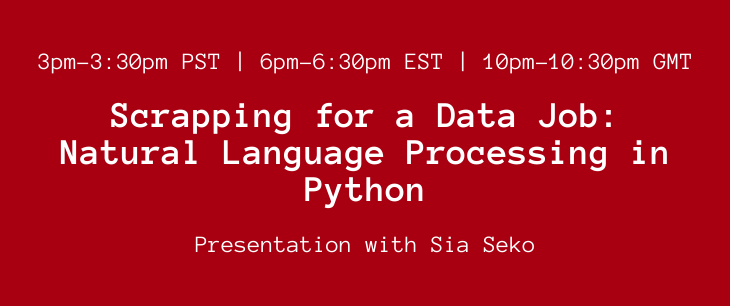 3pm-3:30pm PST | 6pm-6:30pm EST | 10pm-10:30pm GMT
Scrapping for a Data Job:
Natural Language Processing in
Python
Presentation with Sia Seko